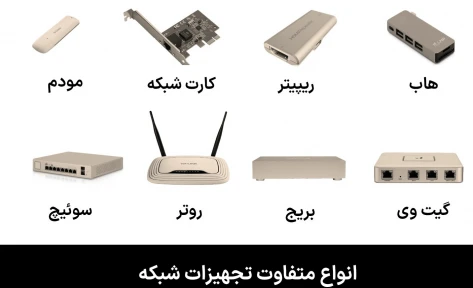 هاب
ریپیتر
کارت شبکه
مودم
گیت وی
بریج
روتر
سوئیچ
انواع متفاوت تجهیزات شبکه